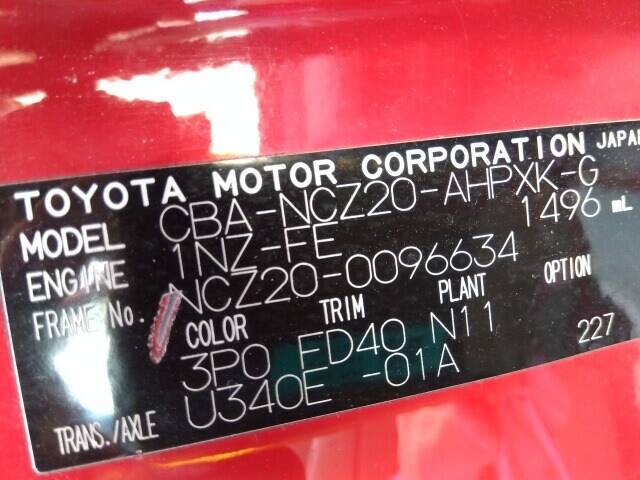 TOYOTA MOTOR CORPORATION JAPAN
MODEL CBA-NCZ20-AHPXK-G
ENGINE 1NZ-FE 1496 mL
FRAME No. NCZ20-0096634
COLOR TRIM PLANT OPTION
3P0 FD40 N11 227
TRANS./AXLE U340E -01A